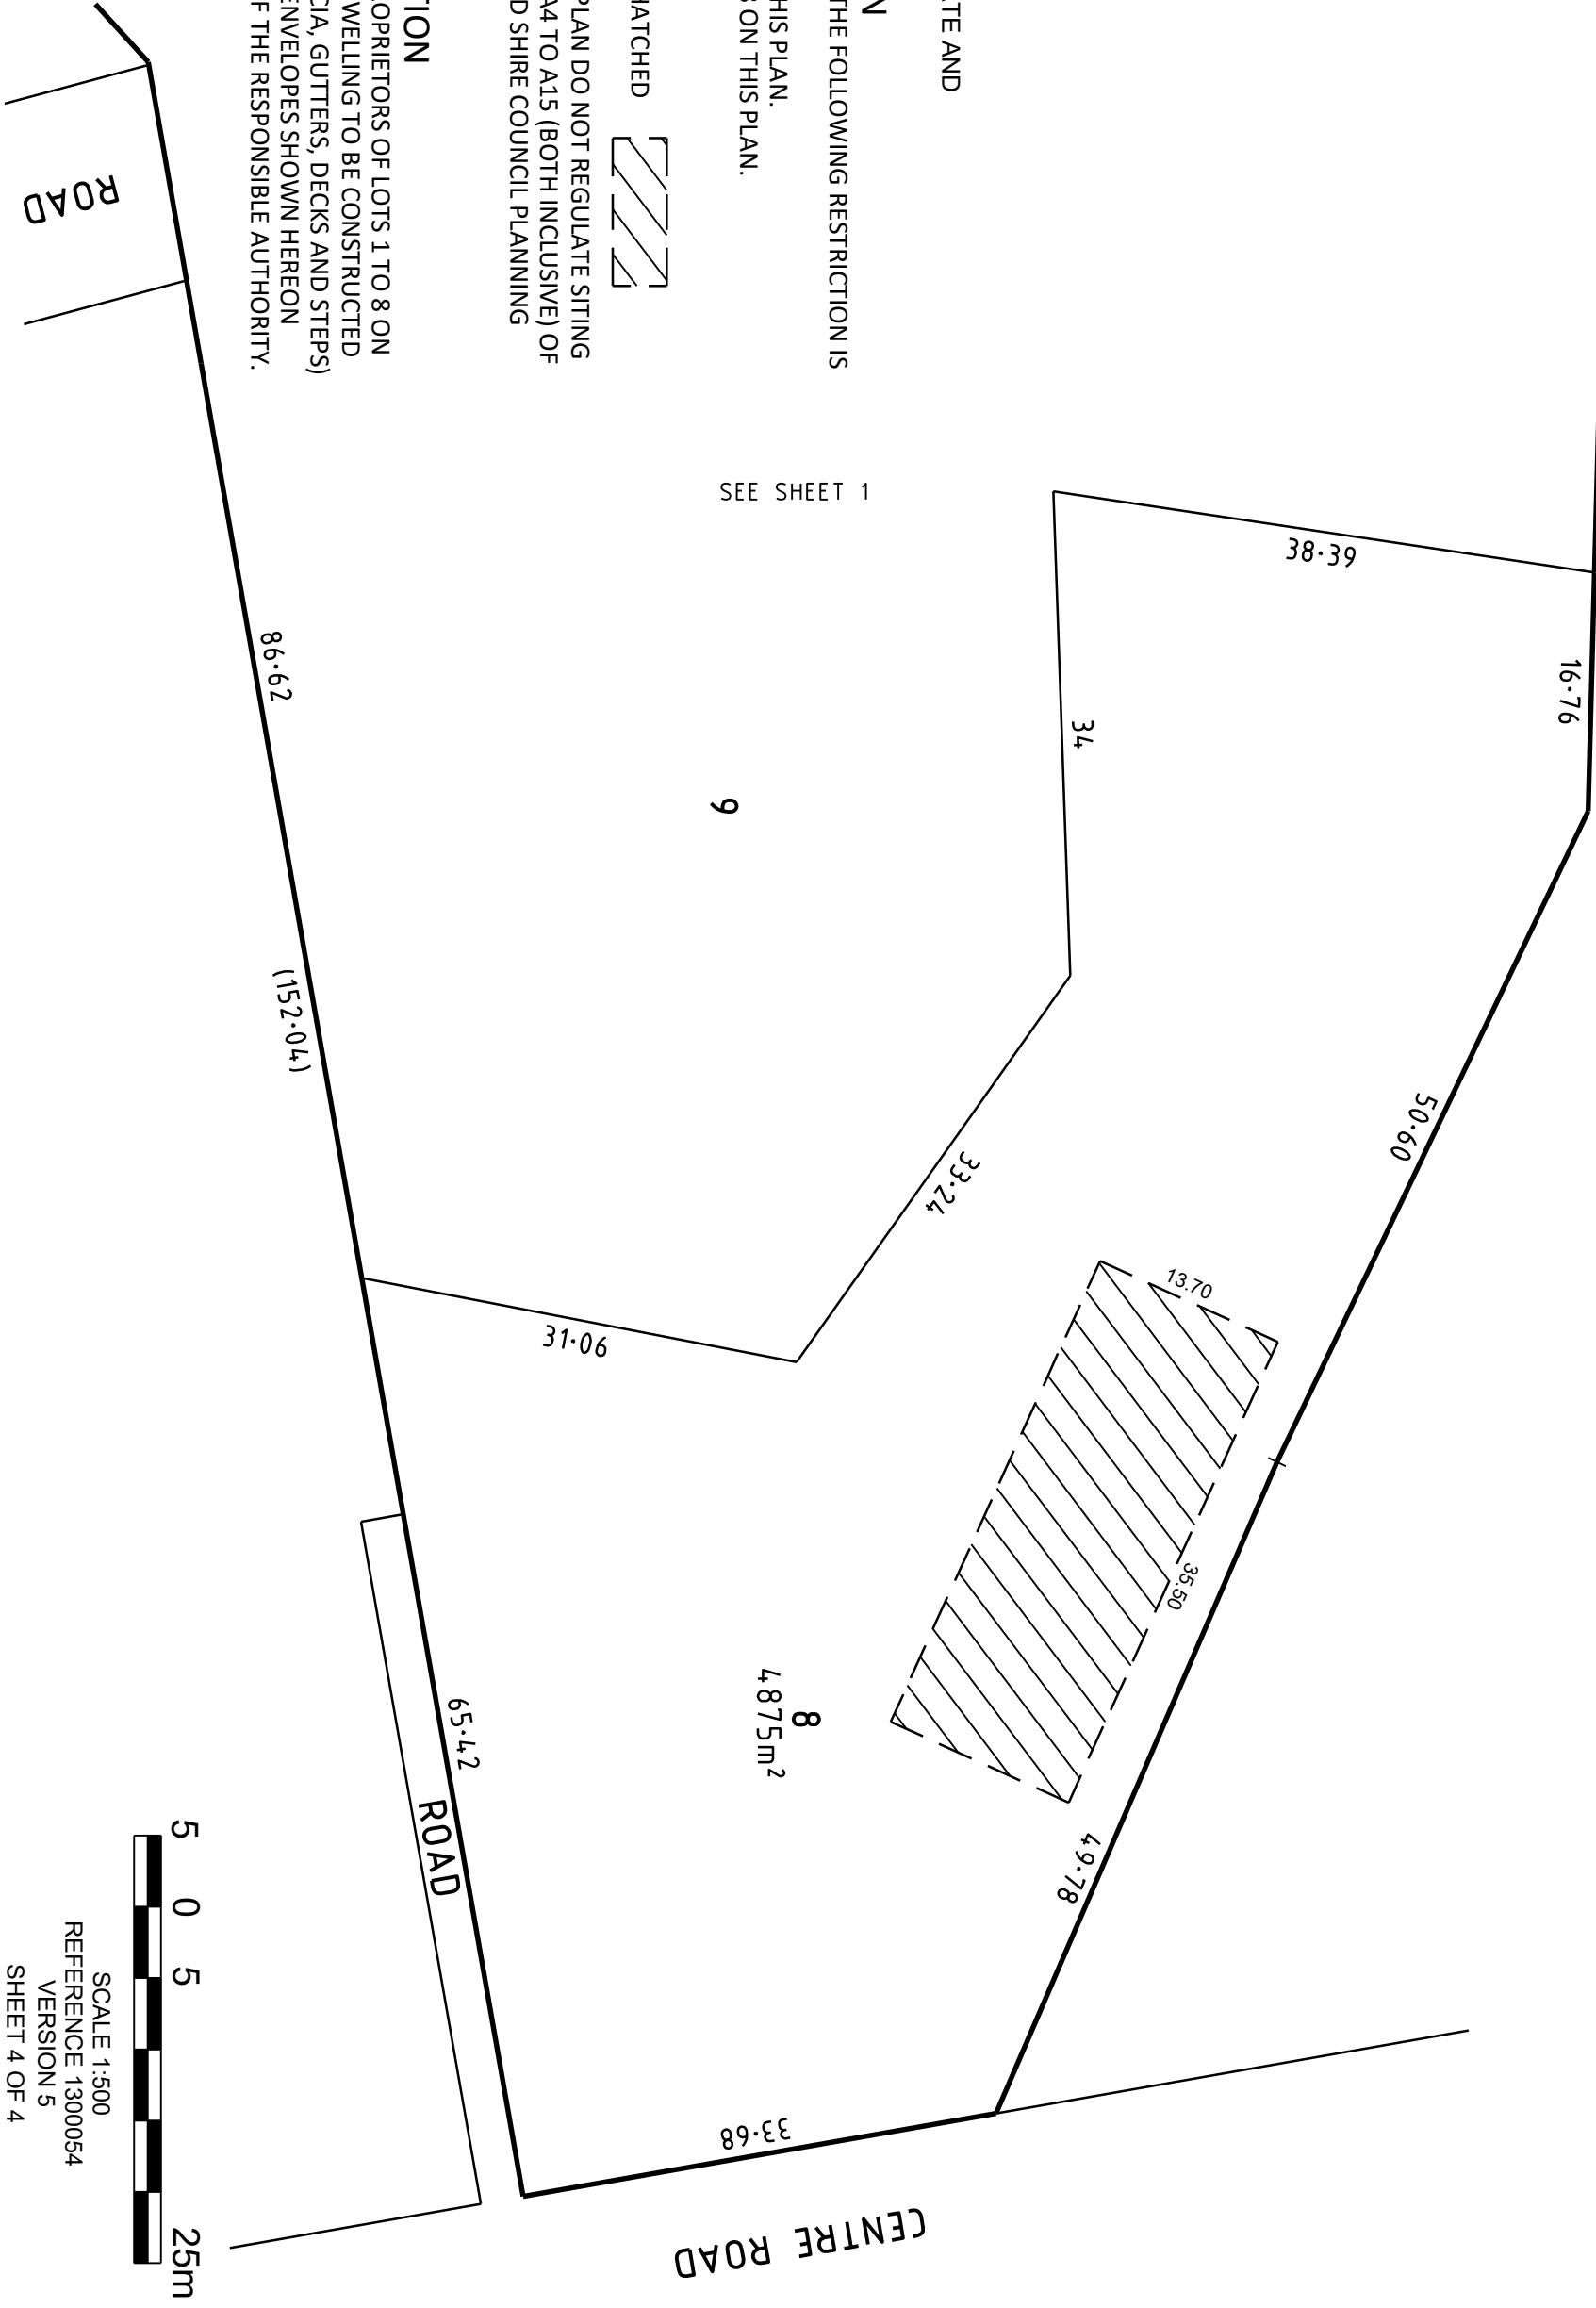 ATE AND
N
THE FOLLOWING RESTRICTION IS
HIS PLAN.
S ON THIS PLAN.
HATCHED
PLAN DO NOT REGULATE SITING
A4 TO A15 (BOTH INCLUSIVE) OF
D SHIRE COUNCIL PLANNING
TION
OPRIETORS OF LOTS 1 TO 8 ON
WELLING TO BE CONSTRUCTED
CIA, GUTTERS, DECKS AND STEPS)
ENVELOPES SHOWN HEREON
F THE RESPONSIBLE AUTHORITY.
ROAD
SEE SHEET 1
38·39
16·76
34
9
86·62
(152·04)
50·60
33·24
31·06
13.70
35.50
8
4875m²
49·78
65·42
ROAD
33·68
CENTRE ROAD
5 0 5 25m
SCALE 1:500
REFERENCE 1300054
VERSION 5
SHEET 4 OF 4